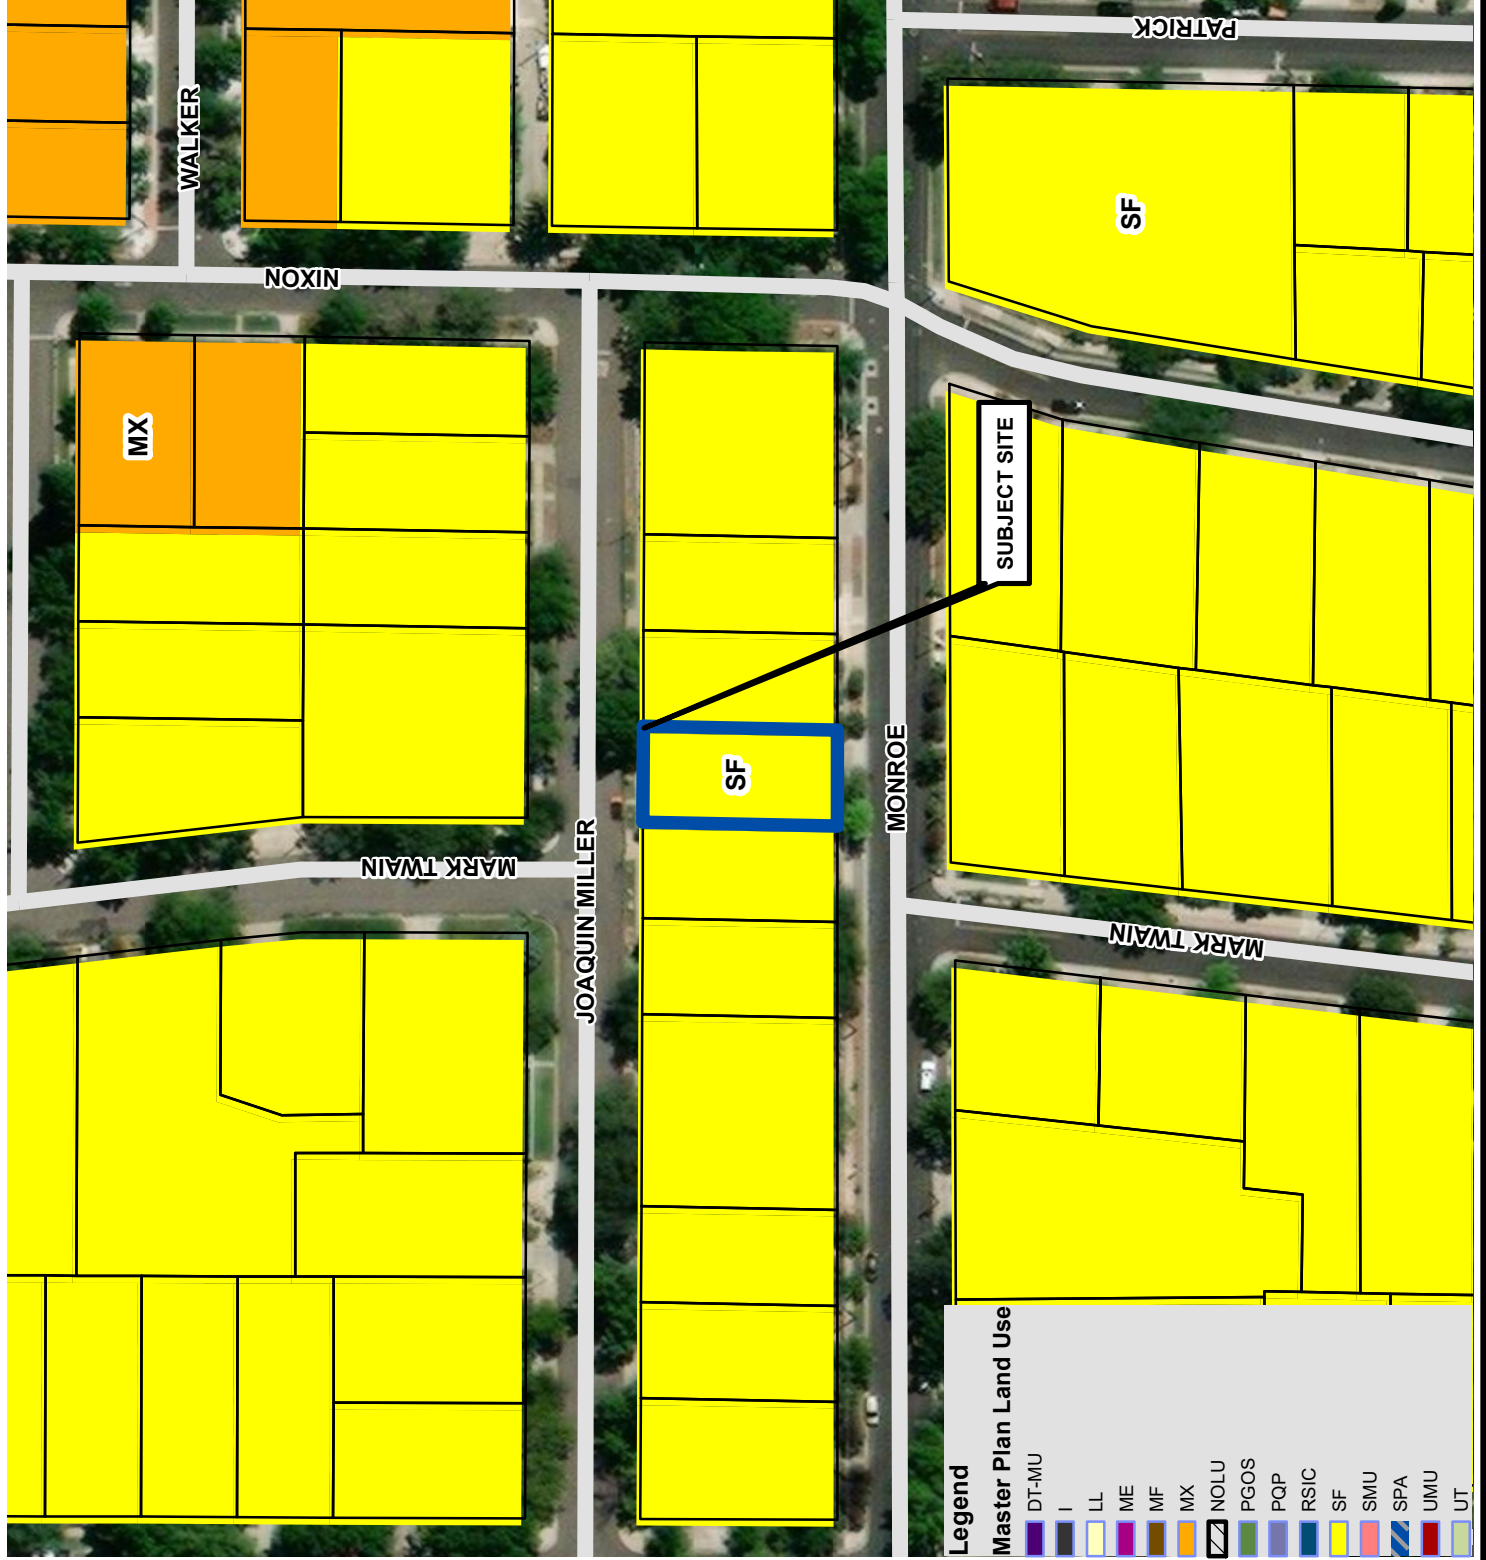 PATRICK
WALKER
NIXON
SF
MX
SUBJECT SITE
SF
MONROE
MARK TWAIN
JOAQUIN MILLER
MARK TWAIN
Legend
Master Plan Land Use
DT-MU
I
LL
ME
MF
MX
NOLU
PGOS
PQP
RSIC
SF
SMU
SPA
UMU
UT